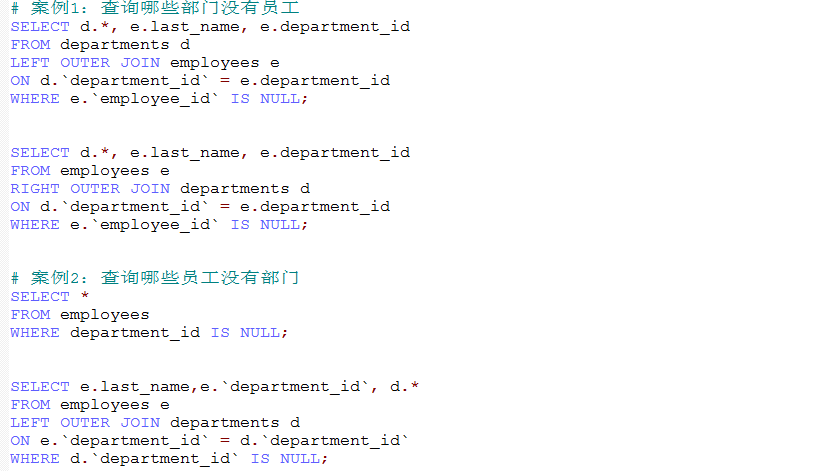 # 案例1：查询哪些部门没有员工
SELECT d.*, e.last_name, e.department_id
FROM departments d
LEFT OUTER JOIN employees e
ON d.`department_id` = e.department_id
WHERE e.`employee_id` IS NULL;
SELECT d.*, e.last_name, e.department_id
FROM employees e
RIGHT OUTER JOIN departments d
ON d.`department_id` = e.department_id
WHERE e.`employee_id` IS NULL;
# 案例2：查询哪些员工没有部门
SELECT *
FROM employees
WHERE department_id IS NULL;
SELECT e.last_name,e.`department_id`, d.*
FROM employees e
LEFT OUTER JOIN departments d
ON e.`department_id` = d.`department_id`
WHERE d.`department_id` IS NULL;